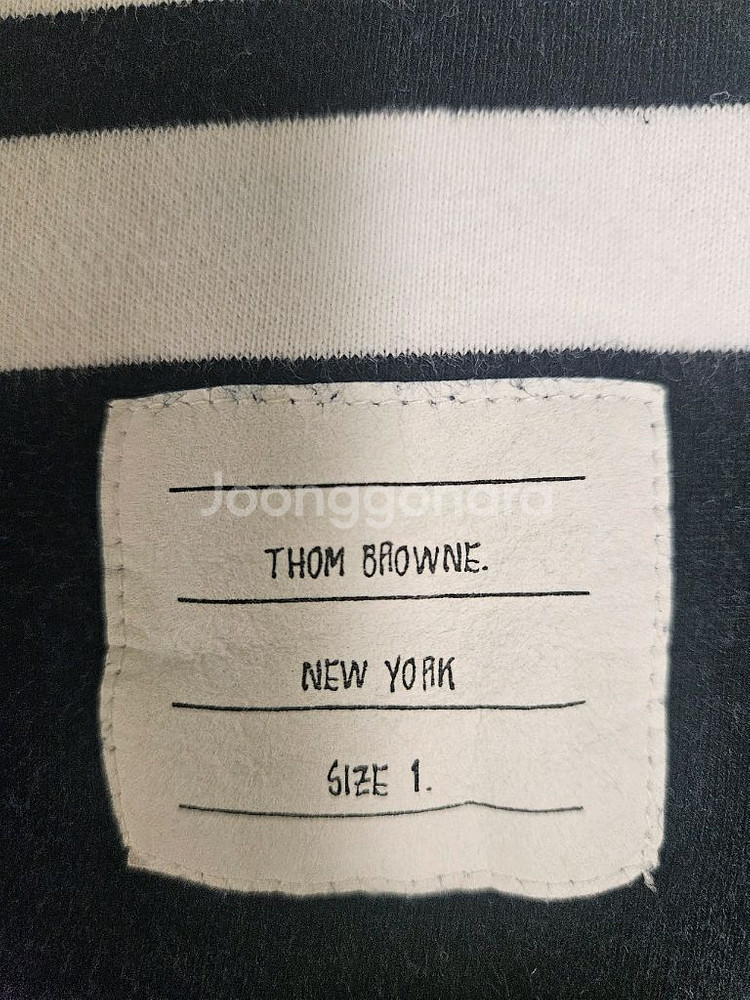 Joonggonara
THOM BROWNE.
NEW YORK
SIZE 1.